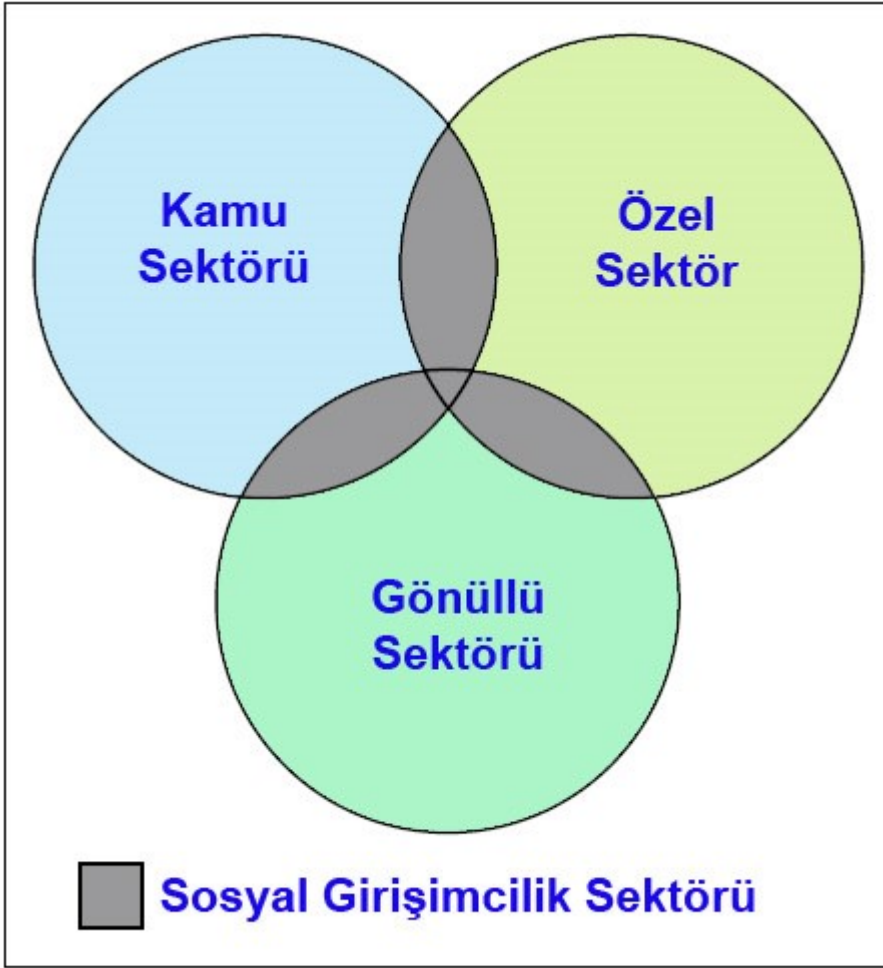 Kamu
Sektörü
Özel
Sektör
Gönüllü
Sektörü
Sosyal Girişimcilik Sektörü